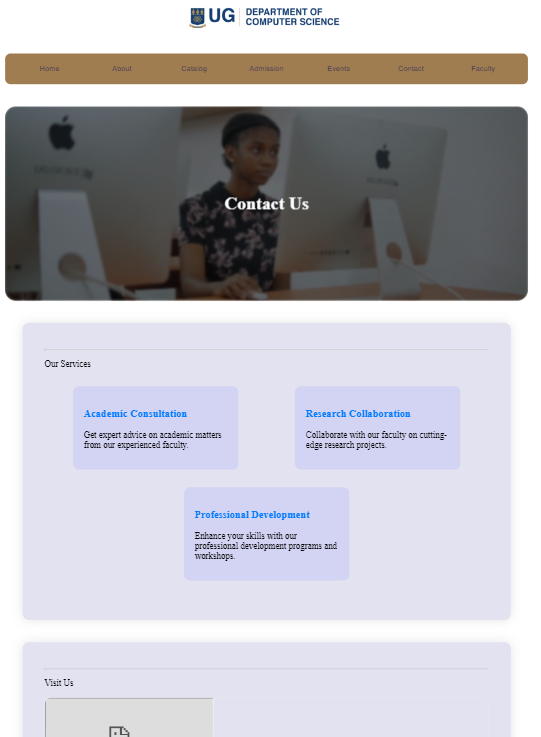 UG DEPARTMENT OF
COMPUTER SCIENCE
Home About Catalog Admission Events Contact Faculty
Contact Us
Our Services
Academic Consultation
Get expert advice on academic matters
from our experienced faculty.
Research Collaboration
Collaborate with our faculty on cutting-
edge research projects.
Professional Development
Enhance your skills with our
professional development programs and
workshops.
Visit Us